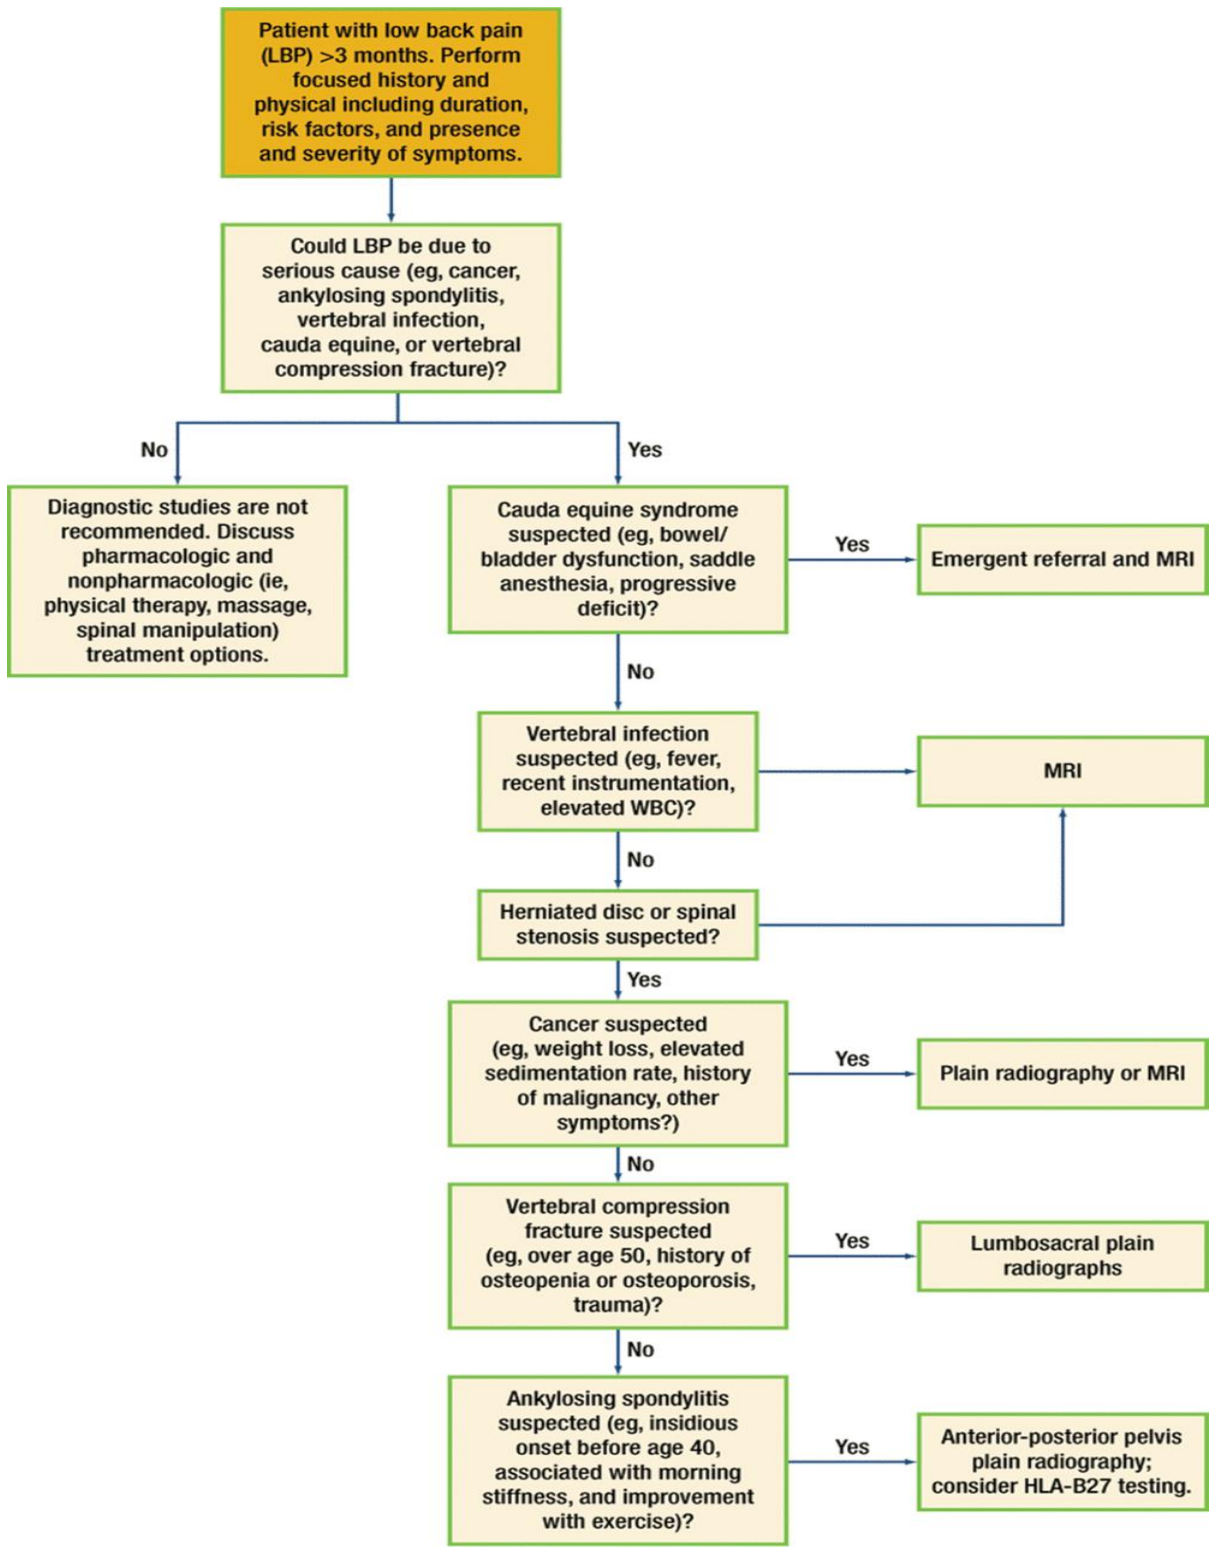 Patient with low back pain
(LBP) >3 months. Perform
focused history and
physical including duration,
risk factors, and presence
and severity of symptoms.
Could LBP be due to
serious cause (eg, cancer,
ankylosing spondylitis,
vertebral infection,
cauda equine, or vertebral
compression fracture)?
No
Yes
Diagnostic studies are not
recommended. Discuss
pharmacologic and
nonpharmacologic (ie,
physical therapy, massage,
spinal manipulation)
treatment options.
Cauda equine syndrome
suspected (eg, bowel/
bladder dysfunction, saddle
anesthesia, progressive
deficit)?
Yes
Emergent referral and MRI
No
Vertebral infection
suspected (eg, fever,
recent instrumentation,
elevated WBC)?
MRI
No
Herniated disc or spinal
stenosis suspected?
Yes
Cancer suspected
(eg, weight loss, elevated
sedimentation rate, history
of malignancy, other
symptoms?)
Yes
Plain radiography or MRI
No
Vertebral compression
fracture suspected
(eg, over age 50, history of
osteopenia or osteoporosis,
trauma)?
Yes
Lumbosacral plain
radiographs
No
Ankylosing spondylitis
suspected (eg, insidious
onset before age 40,
associated with morning
stiffness, and improvement
with exercise)?
Yes
Anterior-posterior pelvis
plain radiography;
consider HLA-B27 testing.